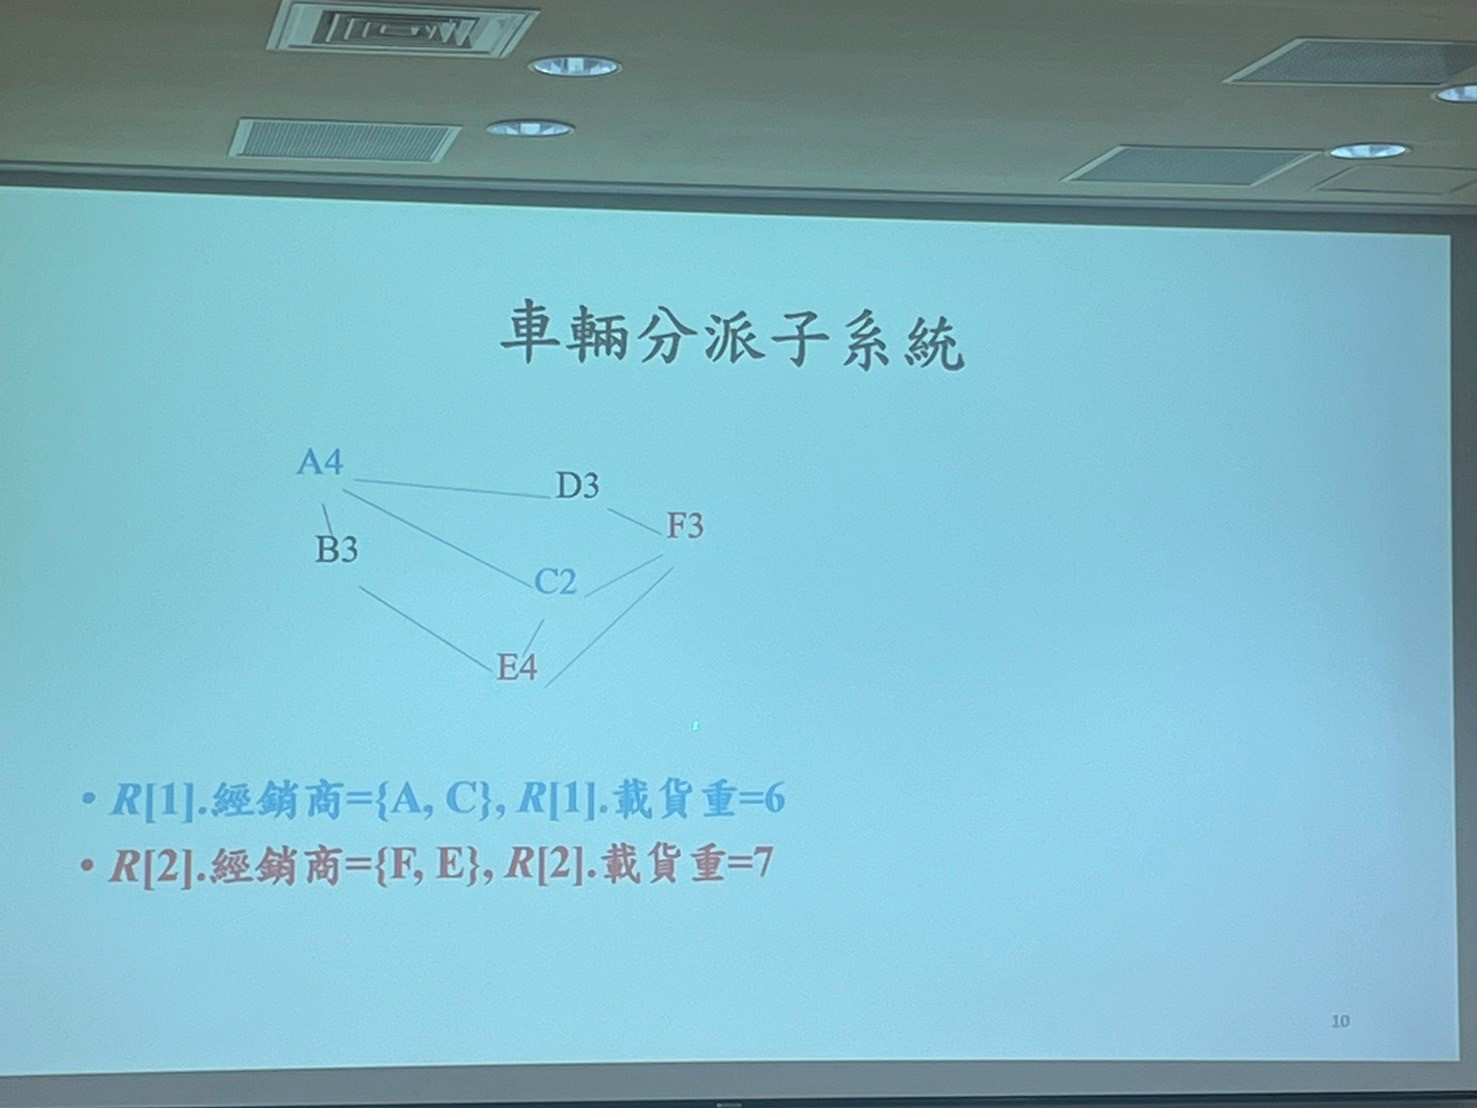 車輛分派子系統
A4
D3
F3
B3
C2
E4
• R[1].經銷商={A, C}, R[1].載貨重=6
• R[2].經銷商={F, E}, R[2].載貨重=7
10